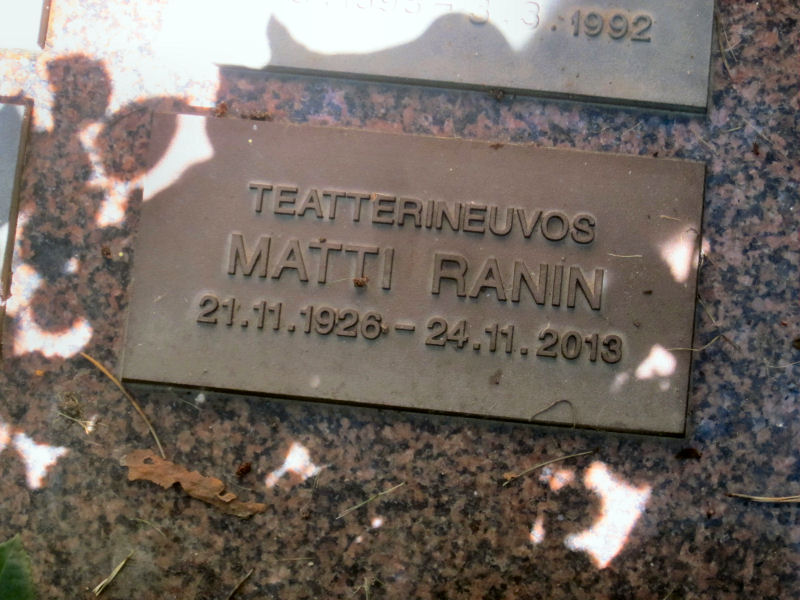 3. 3. 1992
TEATTERINEUVOS
MATTI RANIN
21.11.1926 – 24.11.2013